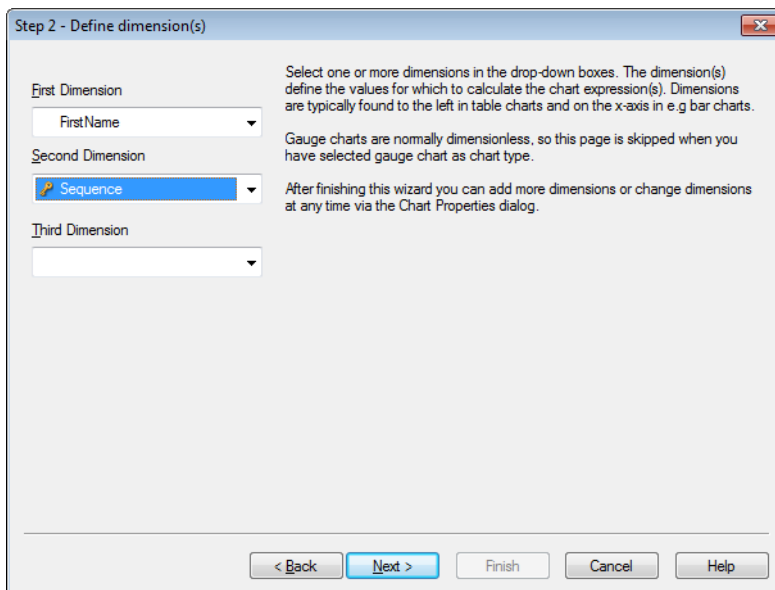 Step 2 - Define dimension(s)
First Dimension
FirstName
Second Dimension
Sequence
Third Dimension
Select one or more dimensions in the drop-down boxes. The dimension(s)
define the values for which to calculate the chart expression(s). Dimensions
are typically found to the left in table charts and on the x-axis in e.g bar charts.
Gauge charts are normally dimensionless, so this page is skipped when you
have selected gauge chart as chart type.
After finishing this wizard you can add more dimensions or change dimensions
at any time via the Chart Properties dialog.
< Back
Next >
Finish
Cancel
Help